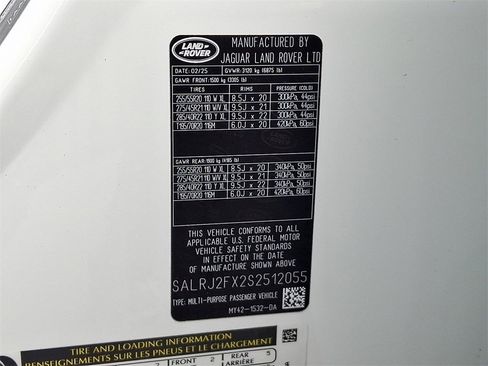 LAND
ROVER
MANUFACTURED BY
JAGUAR LAND ROVER LTD
DATE: 02/25 GVWR: 3120 kg (6875 lb)
GAWR FRONT: 1500 kg (3305 lb)
TIRES RIMS PRESSURE (COLD)
255/55R20 110 W XL 8.5J x 20 300kPa, 44psi
275/45R21 110 W/V XL 9.5J x 21 300kPa, 44psi
285/40R22 110 Y XL 9.5J x 22 300kPa, 44psi
T195/70R20 116M 6.0J x 20 420kPa, 60psi
GAWR REAR: 1900 kg (4185 lb)
255/55R20 110 W XL 8.5J x 20 340kPa, 50psi
275/45R21 110 W/V XL 9.5J x 21 340kPa, 50psi
285/40R22 110 Y XL 9.5J x 22 340kPa, 50psi
T195/70R20 116M 6.0J x 20 420kPa, 60psi
THIS VEHICLE CONFORMS TO ALL
APPLICABLE U.S. FEDERAL MOTOR
VEHICLE SAFETY STANDARDS
IN EFFECT ON THE DATE OF
MANUFACTURE SHOWN ABOVE
SALRJ2FX2S2512055
TYPE: MULTI-PURPOSE PASSENGER VEHICLE
MY42-1532-DA
TIRE AND LOADING INFORMATION
RENSEIGNEMENTS SUR LES PNEUS ET LE CHARGEMENT
FRONT 2 REAR 5